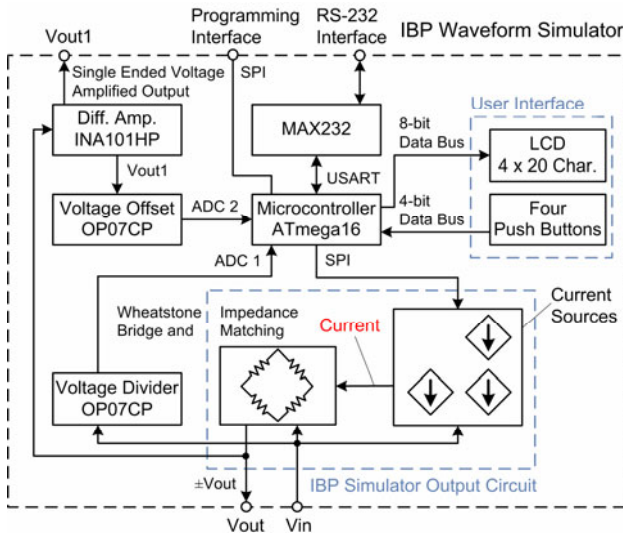 Programming
Interface
RS-232
Interface
IBP Waveform Simulator
Vout1
SPI
Single Ended Voltage
Amplified Output
Diff. Amp.
INA101HP
MAX232
8-bit
Data Bus
User Interface
LCD
4 x 20 Char.
Vout1
USART
Voltage Offset
OP07CP
ADC 2
Microcontroller
ATmega16
4-bit
Data Bus
Four
Push Buttons
ADC 1
SPI
Wheatstone
Bridge and
Impedance
Matching
Current
Current
Sources
Voltage Divider
OP07CP
±Vout
IBP Simulator Output Circuit
Vout
Vin